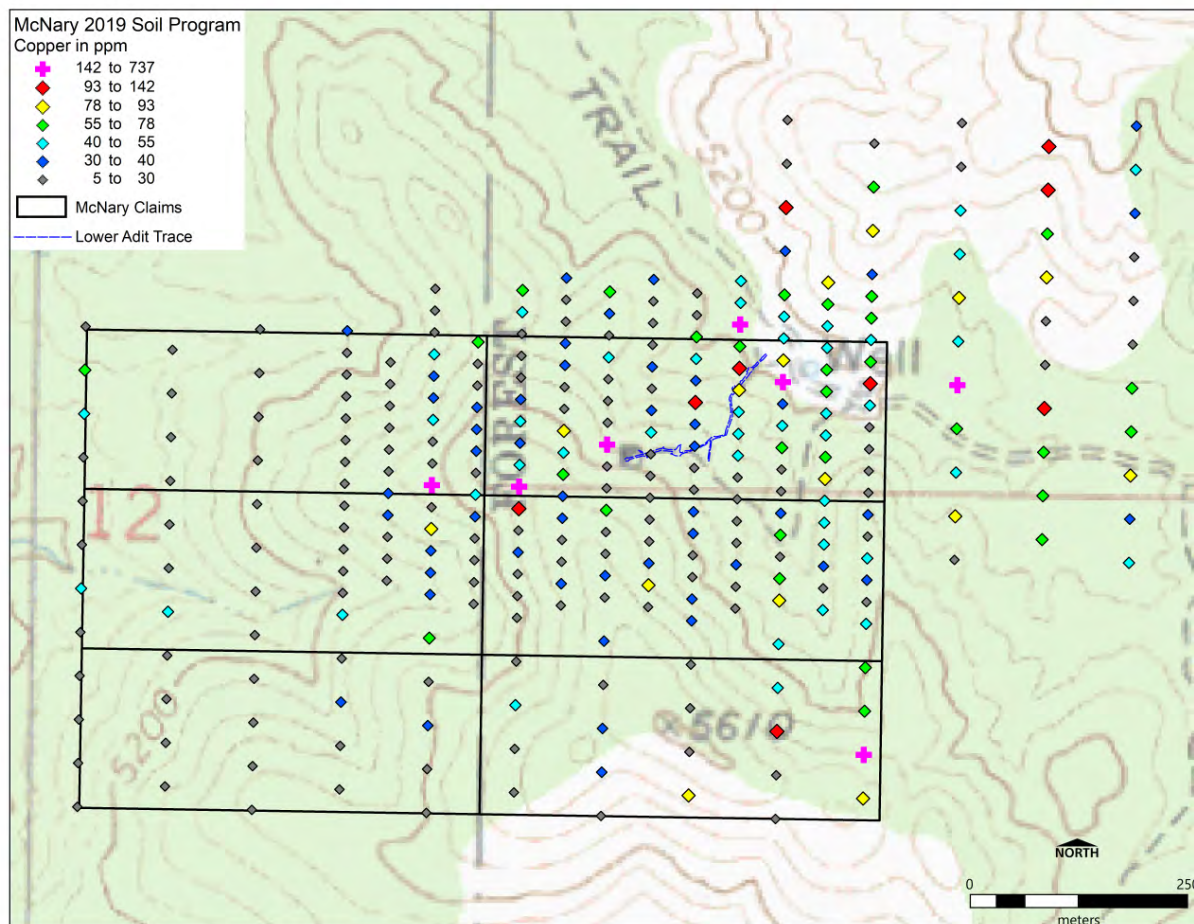 McNary 2019 Soil Program
Copper in ppm
142 to 737
93 to 142
78 to 93
55 to 78
40 to 55
30 to 40
5 to 30
McNary Claims
Lower Adit Trace
TRAIL
5200
Well
FOREST
12
5200
5610
NORTH
0 250
meters